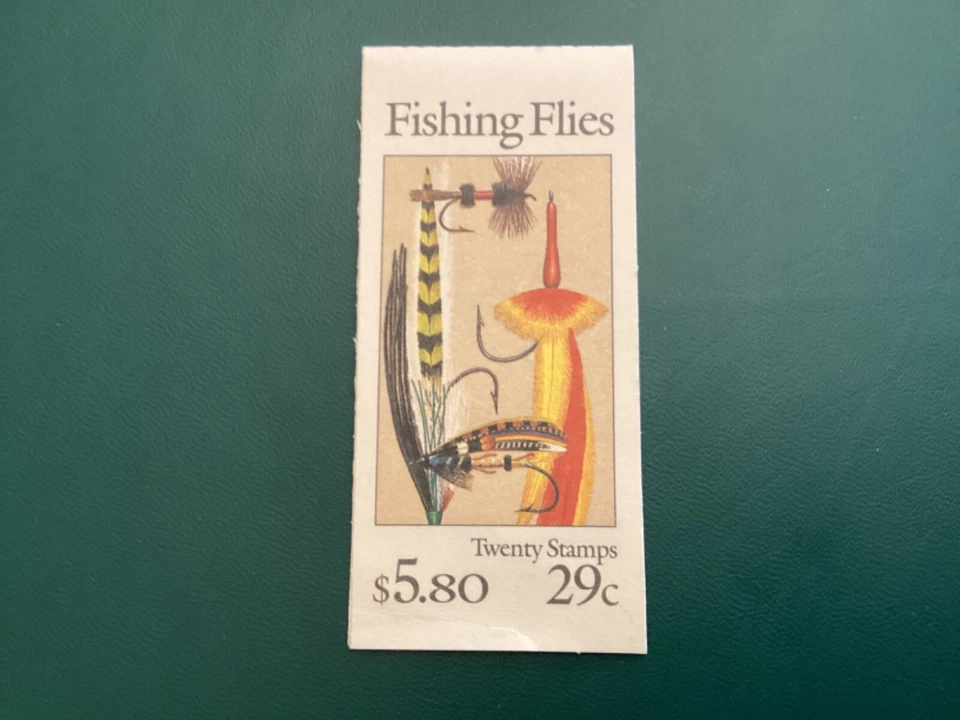 Fishing Flies
Twenty Stamps
$5.80 29c